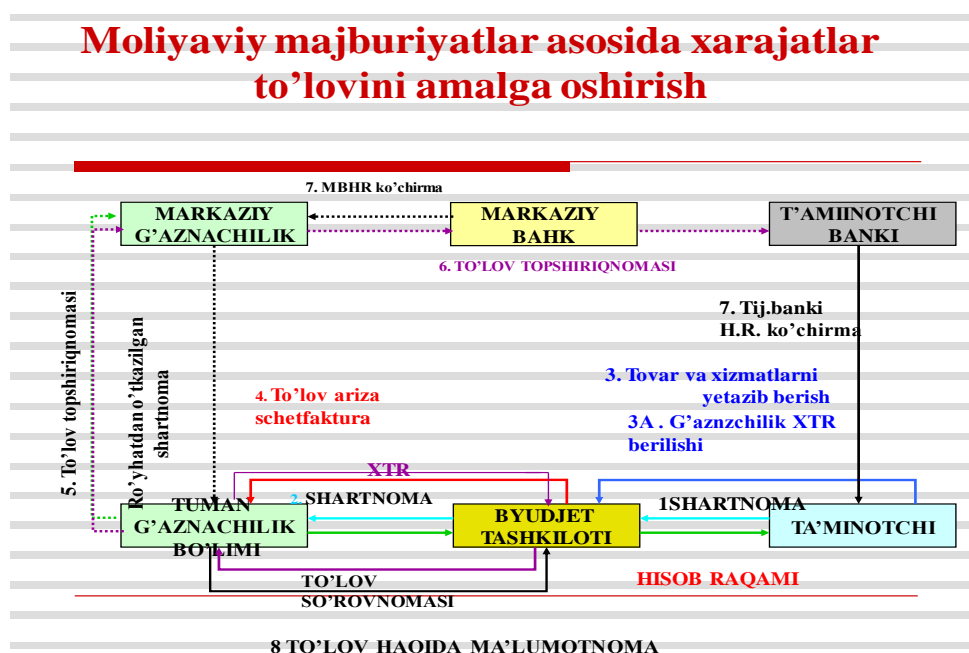 Moliyaviy majburiyatlar asosida xarajatlar
to’lovini amalga oshirish
7. MBHR ko’chirma
MARKAZIY
G’AZNACHILIK
MARKAZIY
BAHK
T’AMIINOTCHI
BANKI
6. TO’LOV TOPSHIRIQNOMASI
5. To’lov topshiriqnomasi
Ro’yhatdan o’tkazilgan
shartnoma
7. Tij.banki
H.R. ko’chirma
4. To’lov ariza
schetfaktura
3. Tovar va xizmatlarni
yetazib berish
3A . G’aznzchilik XTR
berilishi
XTR
2. SHARTNOMA
1SHARTNOMA
TUMAN
G’AZNACHILIK
BO’LIMI
BYUDJET
TASHKILOTI
TA’MINOTCHI
TO’LOV
SO’ROVNOMASI
HISOB RAQAMI
8 TO’LOV HAQIDA MA’LUMOTNOMA